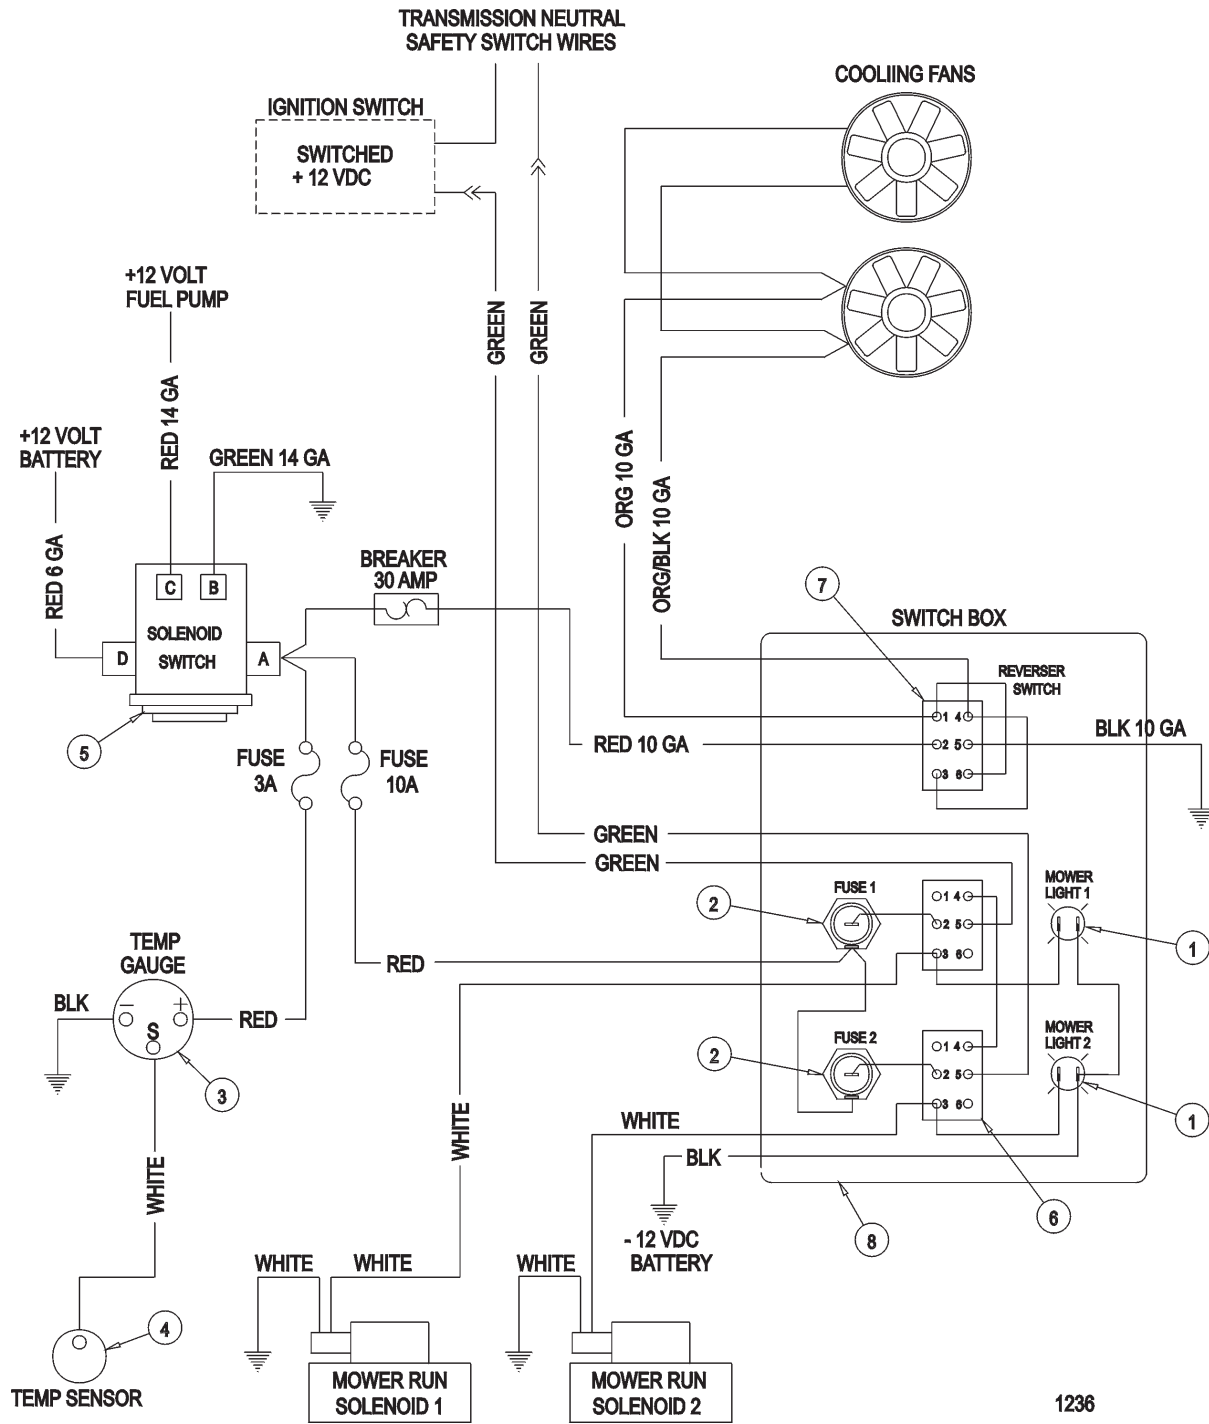 TRANSMISSION NEUTRAL
SAFETY SWITCH WIRES
COOLIING FANS
IGNITION SWITCH
SWITCHED
+ 12 VDC
+12 VOLT
FUEL PUMP
GREEN
GREEN
RED 14 GA
+12 VOLT
BATTERY
GREEN 14 GA
ORG 10 GA
ORG/BLK 10 GA
RED 6 GA
BREAKER
30 AMP
C
B
SOLENOID
SWITCH
D
A
5
7
SWITCH BOX
REVERSER
SWITCH
1 4
2 5
3 6
RED 10 GA
BLK 10 GA
FUSE
3A
FUSE
10A
GREEN
GREEN
FUSE 1
2
1 4
2 5
3 6
MOWER
LIGHT 1
1
TEMP
GAUGE
RED
BLK
−
+
S
RED
3
FUSE 2
2
1 4
2 5
3 6
MOWER
LIGHT 2
1
WHITE
WHITE
WHITE
BLK
6
8
- 12 VDC
BATTERY
WHITE
WHITE
WHITE
4
TEMP SENSOR
MOWER RUN
SOLENOID 1
MOWER RUN
SOLENOID 2
1236